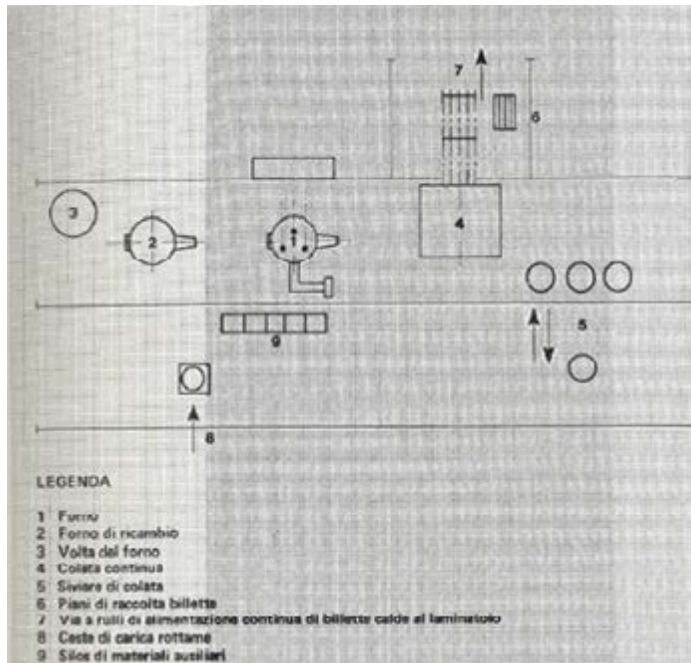 7
6
3
2
1
4
5
9
8
LEGENDA
1 Forno
2 Forno di ricambio
3 Volta del forno
4 Colata continua
5 Siviere di colata
6 Piani di raccolta billette
7 Via a rulli di alimentazione continua di billette calde al laminatoio
8 Ceste di carica rottame
9 Silos di materiali ausiliari